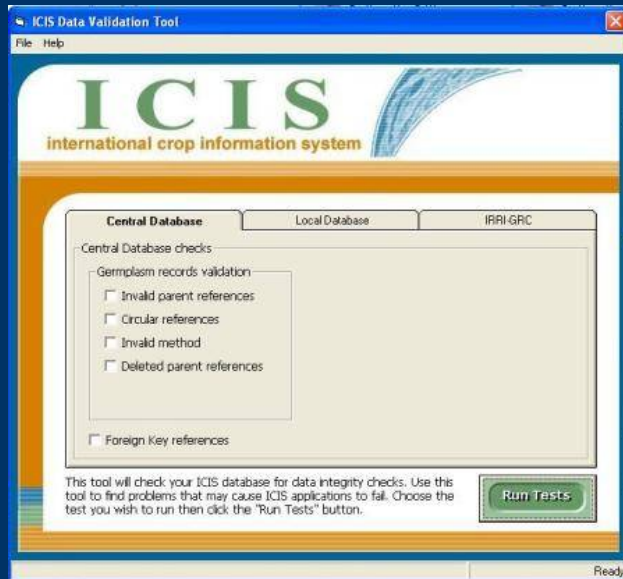 ICIS Data Validation Tool
File Help
ICIS
international crop information system
Central Database Local Database IRRI-GRC
Central Database checks
Germplasm records validation
Invalid parent references
Circular references
Invalid method
Deleted parent references
Foreign Key references
This tool will check your ICIS database for data integrity checks. Use this
tool to find problems that may cause ICIS applications to fail. Choose the
test you wish to run then click the "Run Tests" button.
Run Tests
Ready